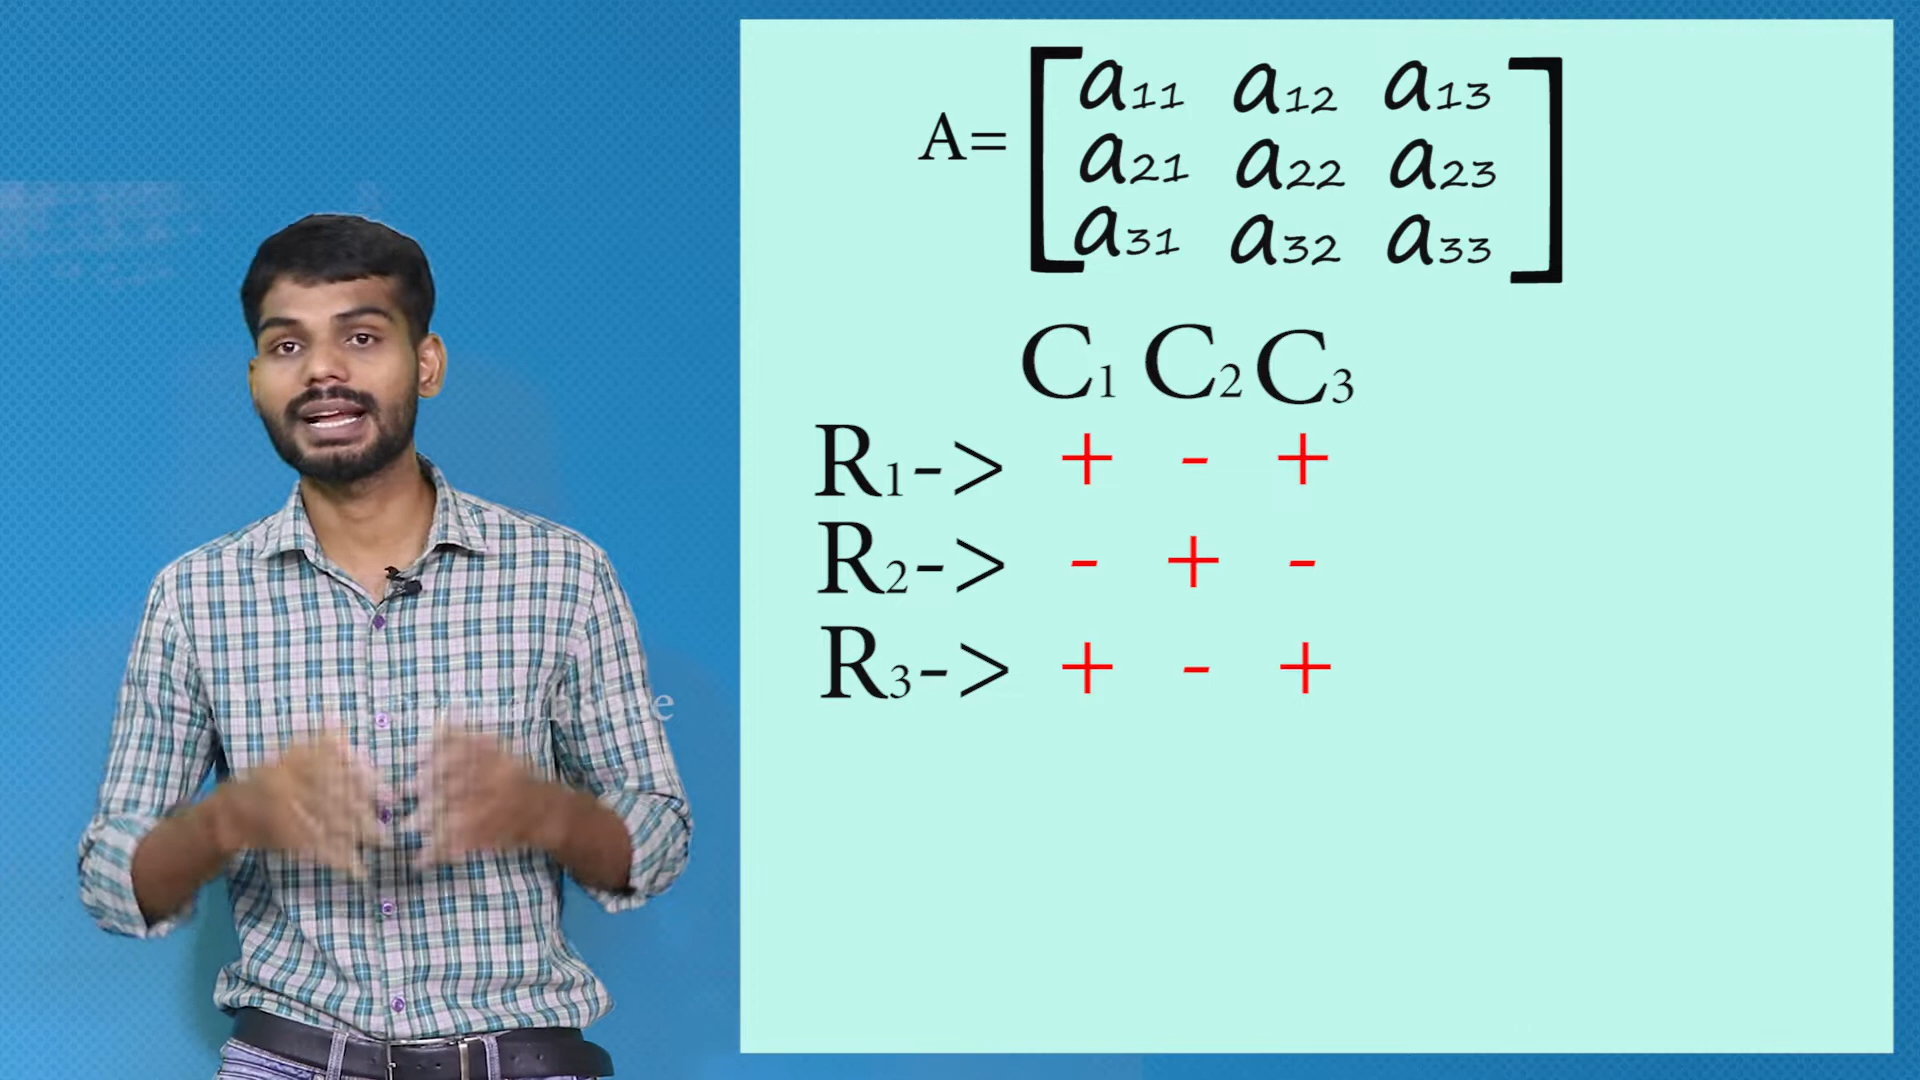 A= [ a11 a12 a13
a21 a22 a23
a31 a32 a33 ]
C1 C2 C3
R1-> + - +
R2-> - + -
R3-> + - +